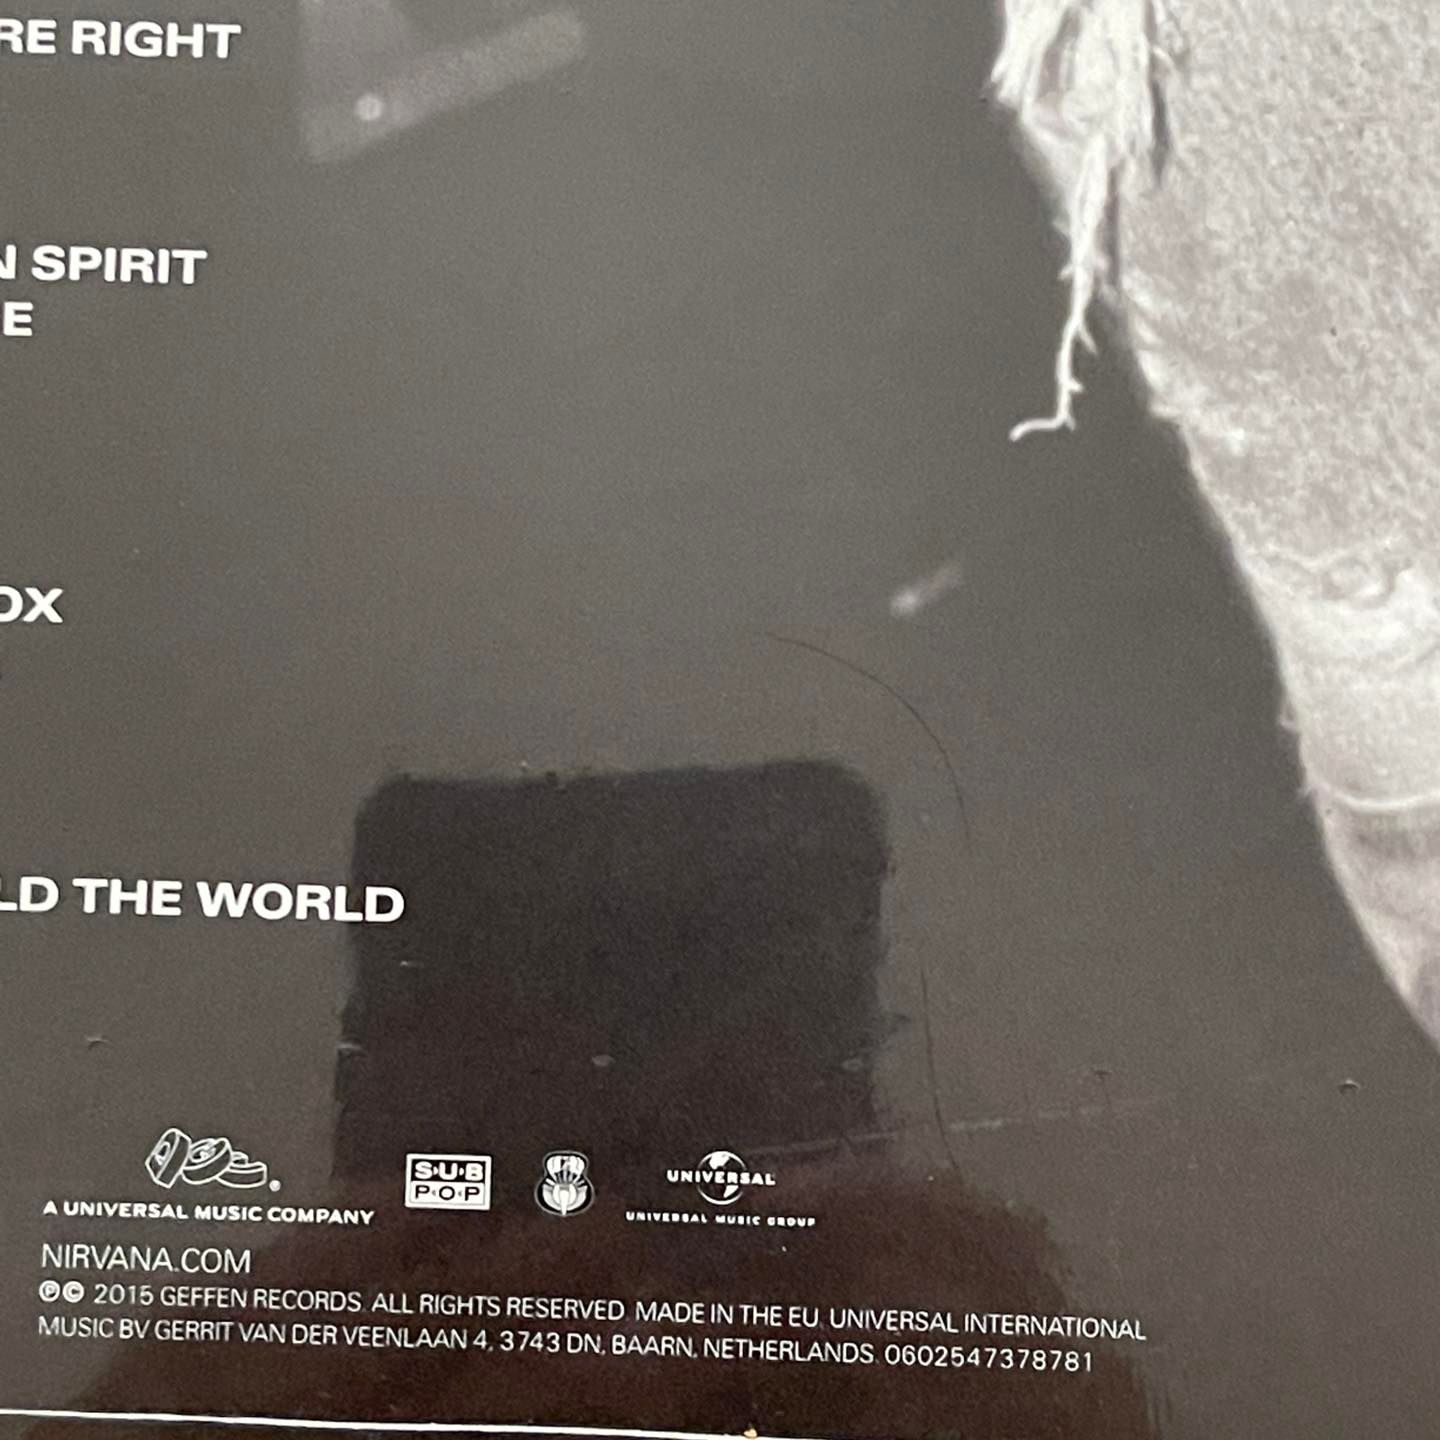 RE RIGHT
N SPIRIT
E
OX
LD THE WORLD
A UNIVERSAL MUSIC COMPANY
SUB
POP
UNIVERSAL
UNIVERSAL MUSIC GROUP
NIRVANA.COM
℗© 2015 GEFFEN RECORDS. ALL RIGHTS RESERVED. MADE IN THE EU. UNIVERSAL INTERNATIONAL
MUSIC BV GERRIT VAN DER VEENLAAN 4, 3743 DN, BAARN, NETHERLANDS. 0602547378781